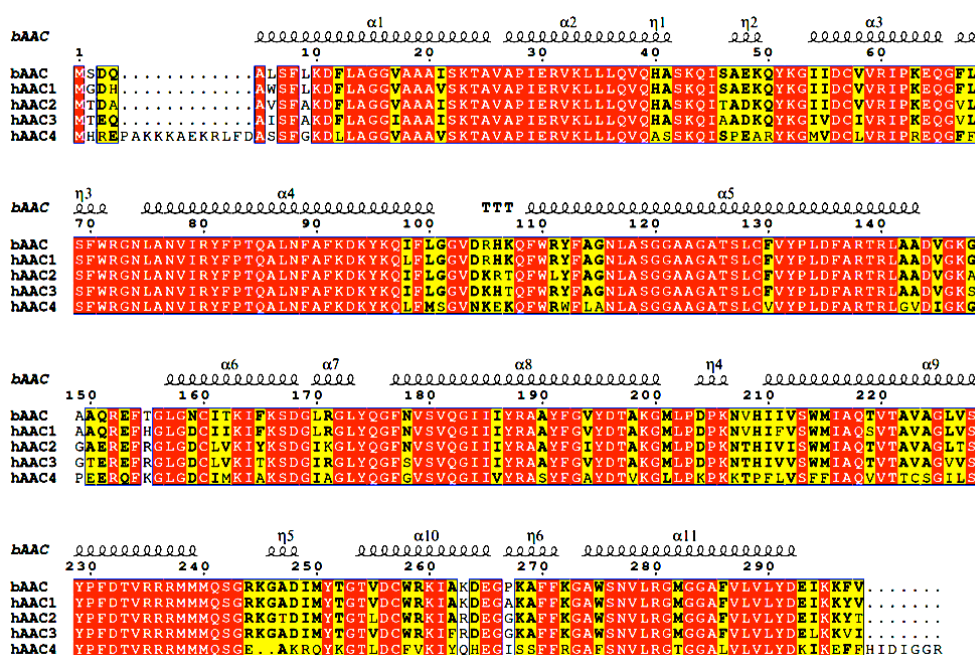 α1 α2 η1 η2 α3
bAAC
1 10 20 30 40 50 60
bAAC MSDQ............ALSFLKDFLAGGVAAAISKTAVAPIERVKLLLQVQHASKQISAEKQYKGIIDCVVRIPKEQGFL
hAAC1 MGDH............AWSFLKDFLAGGVAAAVSKTAVAPIERVKLLLQVQHASKQISAEKQYKGIIDCVVRIPKEQGFL
hAAC2 MTDA............AVSFAKDFLAGGVAAAISKTAVAPIERVKLLLQVQHASKQITADKQYKGIIDCVVRIPKEQGVL
hAAC3 MTEQ............AISFAKDFLAGGIAAAISKTAVAPIERVKLLLQVQHASKQIAADKQYKGIVDCIVRIPKEQGVL
hAAC4 MHREPAKKKAEKRLFDASSFGKDLLAGGVAAAVSKTAVAPIERVKLLLQVQASSKQISPEARYKGMVDCLVRIPREQGFF
η3 α4 α5
bAAC TTT
70 80 90 100 110 120 130 140
bAAC SFWRGNLANVIRYFPTQALNFAFKDKYKQIFLGGVDRHKQFWRYFAGNLASGGAAGATSLCFVYPLDFARTRLAADVGKG
hAAC1 SFWRGNLANVIRYFPTQALNFAFKDKYKQLFLGGVDRHKQFWRYFAGNLASGGAAGATSLCFVYPLDFARTRLAADVGKG
hAAC2 SFWRGNLANVIRYFPTQALNFAFKDKYKQIFLGGVDKRTQFWLYFAGNLASGGAAGATSLCFVYPLDFARTRLAADVGKG
hAAC3 SFWRGNLANVIRYFPTQALNFAFKDKYKQIFLGGVDKHTQFWRYFAGNLASGGAAGATSLCFVYPLDFARTRLAADVGKS
hAAC4 SFWRGNLANVIRYFPTQALNFAFKDKYKQLFMSGVNKEKQFWRWFLANLASGGAAGATSLCVVYPLDFARTRLGVDIGKG
α6 α7 α8 η4 α9
bAAC
150 160 170 180 190 200 210 220
bAAC AAQREFTGLGNCITKIFKSDGLRGLYQGFNVSVQGIIIYRAAYFGVYDTAKGMLPDPKNVHIIVSWMIAQTVTAVAGLVS
hAAC1 AAQREFHGLGDCIIKIFKSDGLRGLYQGFNVSVQGIIIYRAAYFGVYDTAKGMLPDPKNVHIFVSWMIAQSVTAVAGLVS
hAAC2 GAEREFRGLGDCLVKIYKSDGIRGLYQGFNVSVQGIIIYRAAYFGIYDTAKGMLPDPKNTHIVISWMIAQTVTAVAGLTS
hAAC3 GTEREFRGLGDCLVKITKSDGIRGLYQGFSVSVQGIIIYRAAYFGVYDTAKGMLPDPKNTHIVVSWMIAQTVTAVAGVVS
hAAC4 PEERQFKGLGDCIMKIAKSDGIAGLYQGFGVSVQGIIVYRASYFGAYDTVKGLLPKPKKTPFLVSFFIAQVVTTCSGILS
η5 α10 η6 α11
bAAC
230 240 250 260 270 280 290
bAAC YPFDTVRRRMMMQSGRKGADIMYTGTVDCWRKIAKDEGPKAFFKGAWSNVLRGMGGAFVLVLYDEIKKFV.......
hAAC1 YPFDTVRRRMMMQSGRKGADIMYTGTVDCWRKIAKDEGAKAFFKGAWSNVLRGMGGAFVLVLYDEIKKYV.......
hAAC2 YPFDTVRRRMMMQSGRKGTDIMYTGTLDCWRKIARDEGGKAFFKGAWSNVLRGMGGAFVLVLYDEIKKYT.......
hAAC3 YPFDTVRRRMMMQSGRKGADIMYTGTVDCWRKIFRDEGGKAFFKGAWSNVLRGMGGAFVLVLYDELKKVI.......
hAAC4 YPFDTVRRRMMMQSGE..AKRQYKGTLDCFVKIYQHEGISSFFRGAFSNVLRGTGGALVLVLYDKIKEFFHIDIGGR